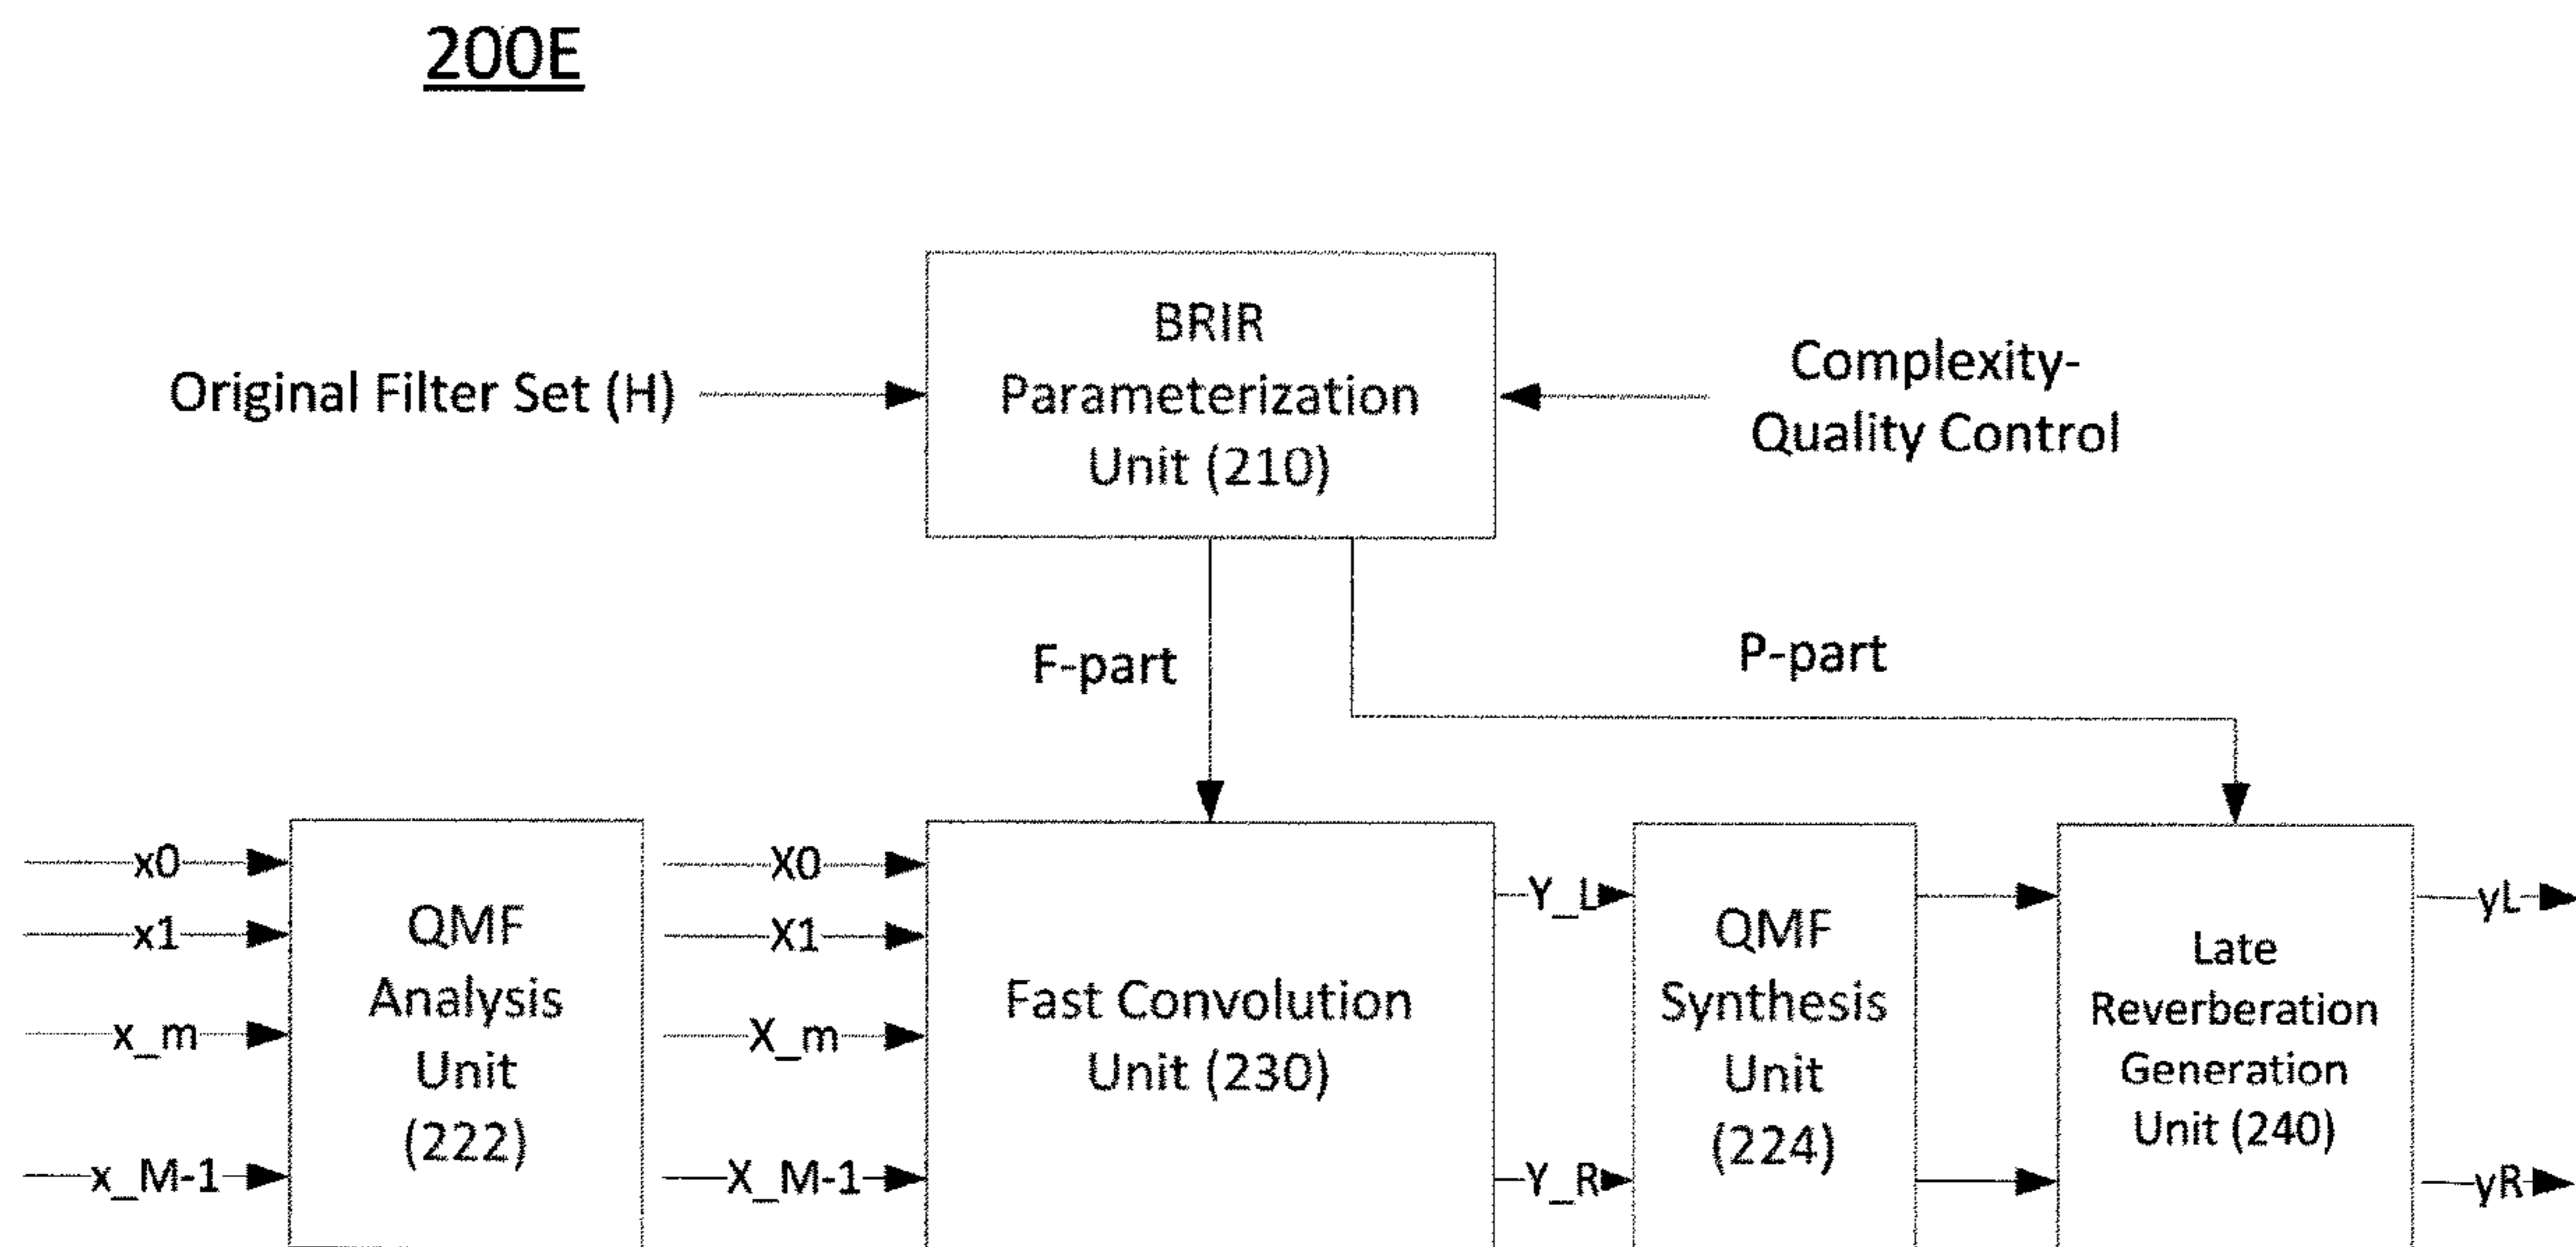 200E
BRIR
Parameterization
Unit (210)
Original Filter Set (H)
Complexity-
Quality Control
F-part
P-part
x0
x1
x_m
x_M-1
QMF
Analysis
Unit
(222)
X0
X1
X_m
X_M-1
Fast Convolution
Unit (230)
Y_L
Y_R
QMF
Synthesis
Unit
(224)
Late
Reverberation
Generation
Unit (240)
yL
yR